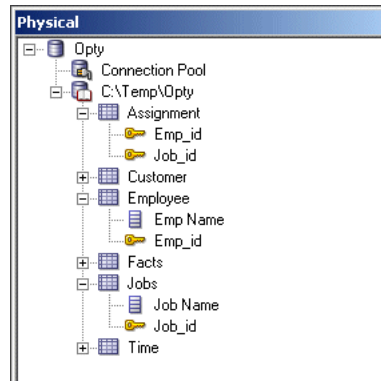 Physical
Opty
Connection Pool
C:\Temp\Opty
Assignment
Emp_id
Job_id
Customer
Employee
Emp Name
Emp_id
Facts
Jobs
Job Name
Job_id
Time